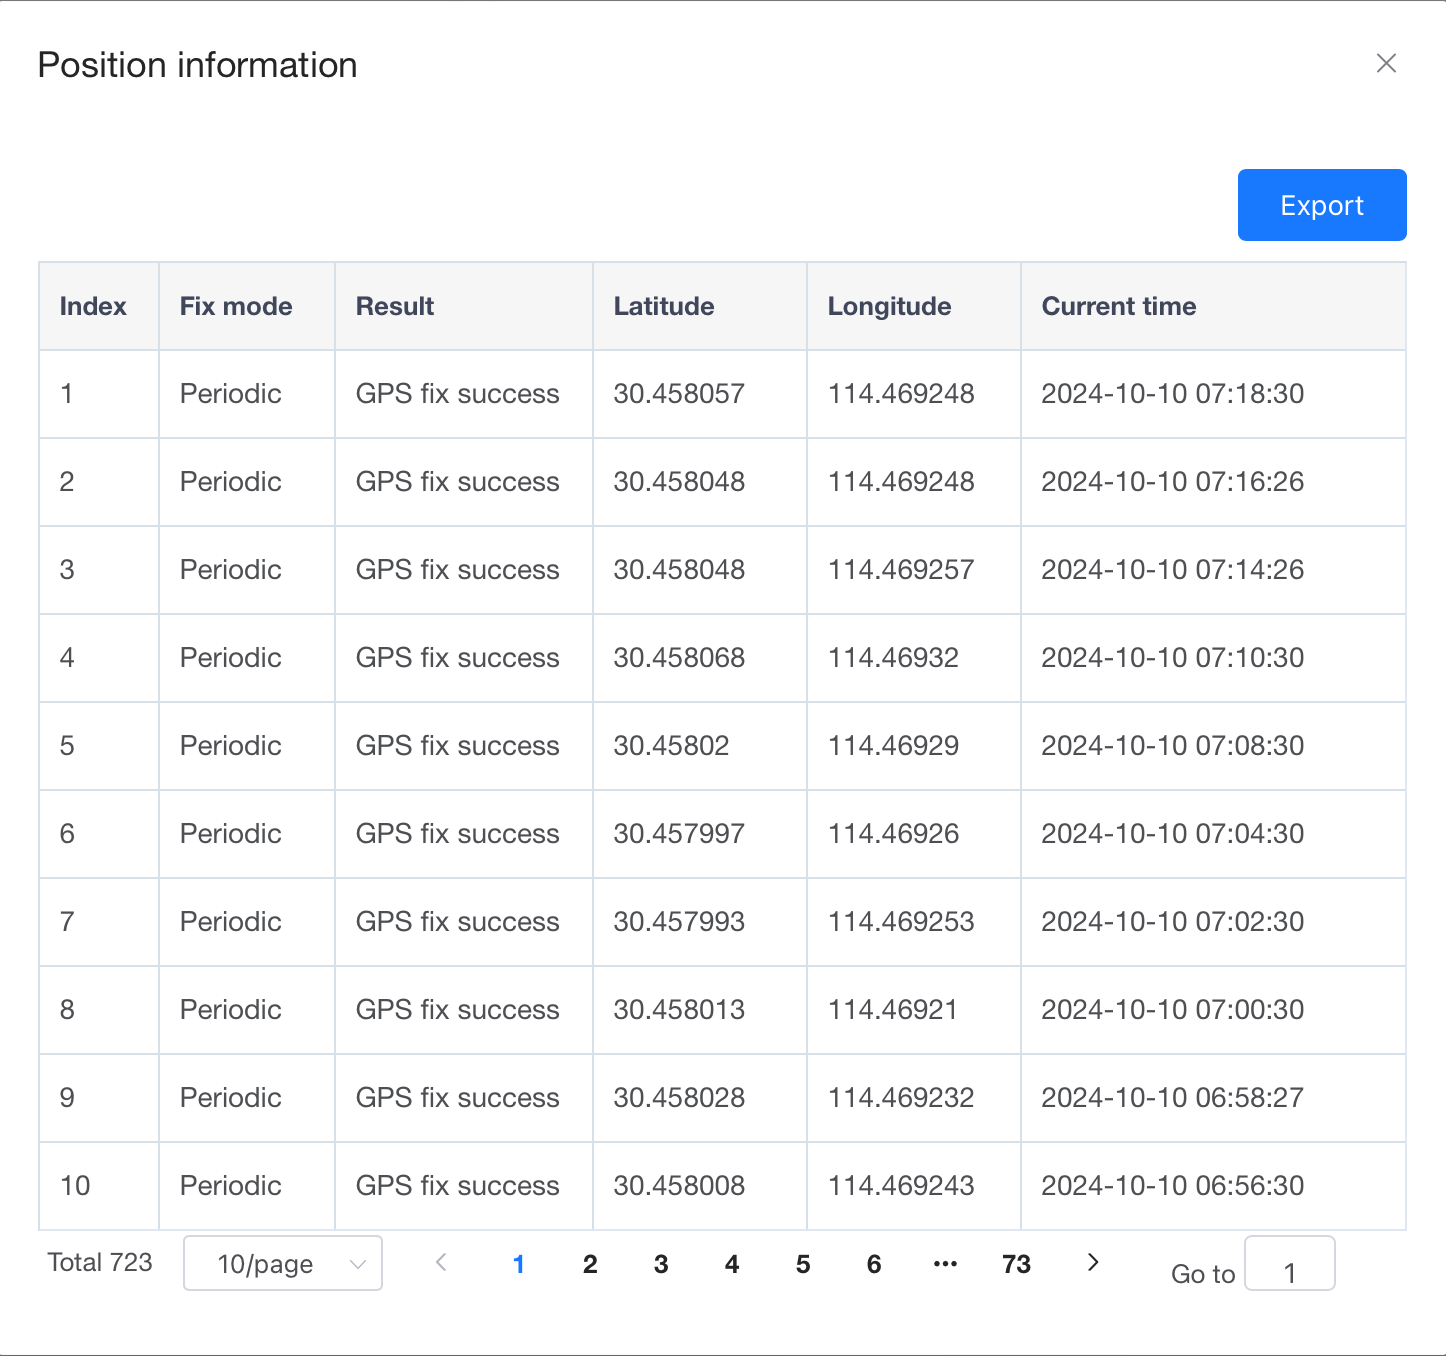 Position information
Export
Index Fix mode Result Latitude Longitude Current time
1 Periodic GPS fix success 30.458057 114.469248 2024-10-10 07:18:30
2 Periodic GPS fix success 30.458048 114.469248 2024-10-10 07:16:26
3 Periodic GPS fix success 30.458048 114.469257 2024-10-10 07:14:26
4 Periodic GPS fix success 30.458068 114.46932 2024-10-10 07:10:30
5 Periodic GPS fix success 30.45802 114.46929 2024-10-10 07:08:30
6 Periodic GPS fix success 30.457997 114.46926 2024-10-10 07:04:30
7 Periodic GPS fix success 30.457993 114.469253 2024-10-10 07:02:30
8 Periodic GPS fix success 30.458013 114.46921 2024-10-10 07:00:30
9 Periodic GPS fix success 30.458028 114.469232 2024-10-10 06:58:27
10 Periodic GPS fix success 30.458008 114.469243 2024-10-10 06:56:30
Total 723 10/page 1 2 3 4 5 6 ••• 73 Go to 1